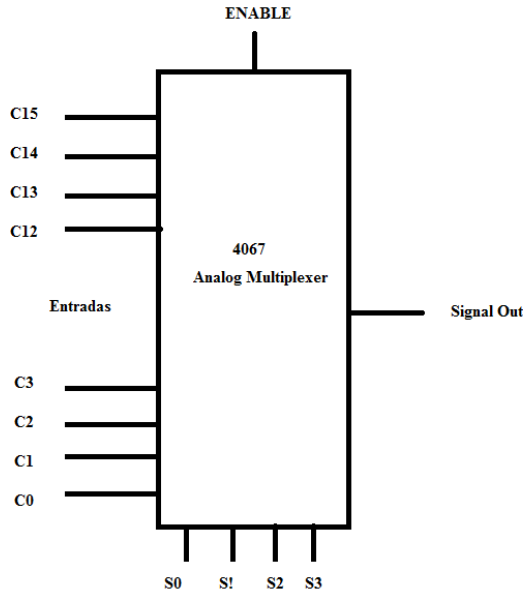 ENABLE
C15
C14
C13
C12
4067
Analog Multiplexer
Entradas
Signal Out
C3
C2
C1
C0
S0 S! S2 S3